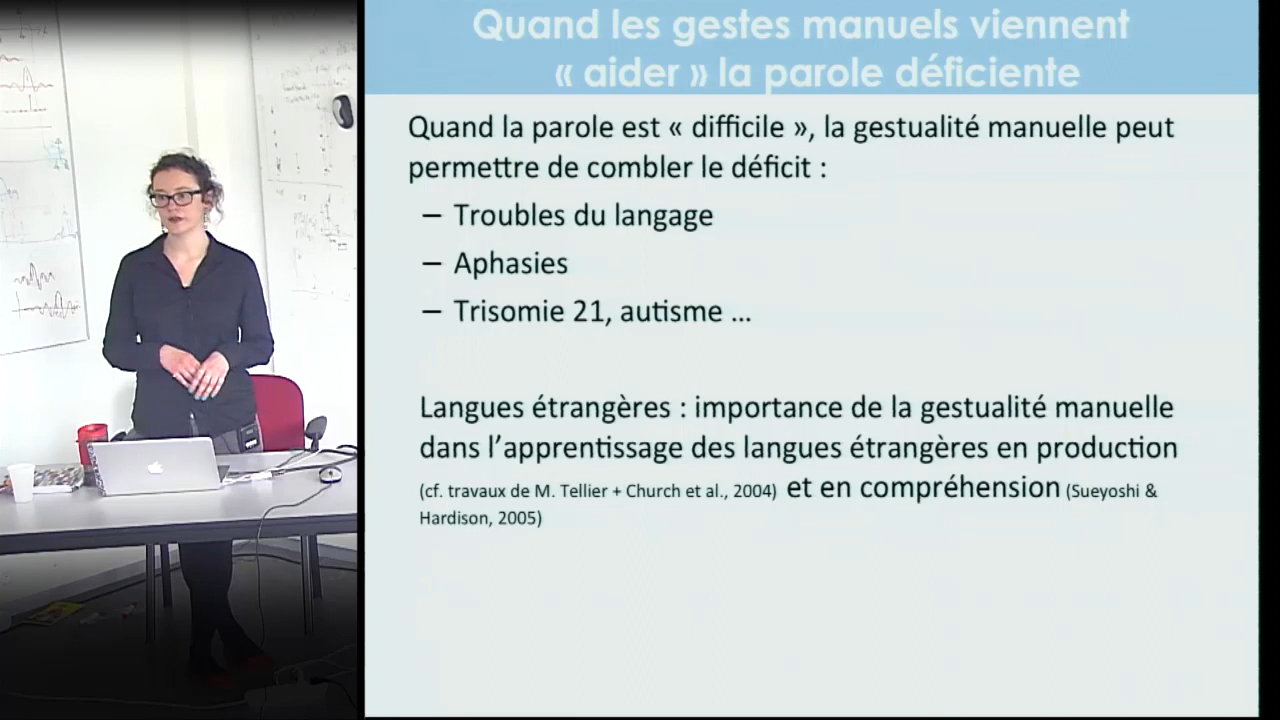 Quand les gestes manuels viennent
« aider » la parole déficiente
Quand la parole est « difficile », la gestualité manuelle peut
permettre de combler le déficit :
– Troubles du langage
– Aphasies
– Trisomie 21, autisme ...
Langues étrangères : importance de la gestualité manuelle
dans l'apprentissage des langues étrangères en production
(cf. travaux de M. Tellier + Church et al., 2004) et en compréhension (Sueyoshi &
Hardison, 2005)